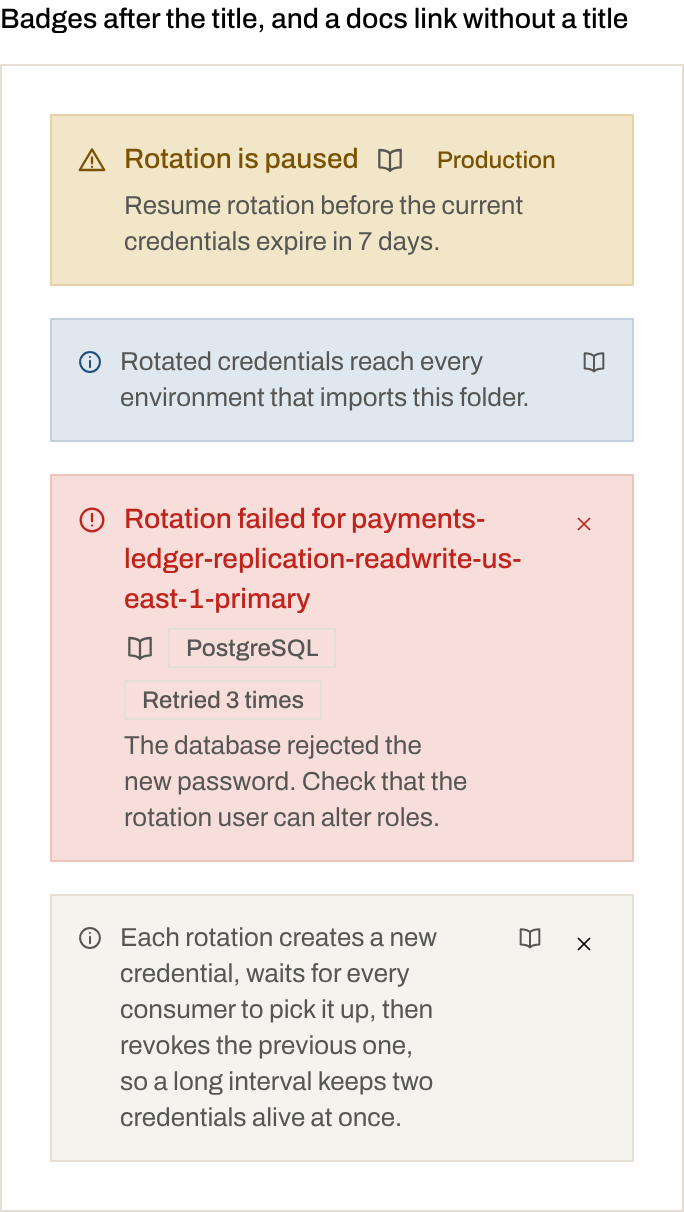 Badges after the title, and a docs link without a title
Rotation is paused Production
Resume rotation before the current
credentials expire in 7 days.
Rotated credentials reach every
environment that imports this folder.
Rotation failed for payments-
ledger-replication-readwrite-us-
east-1-primary
PostgreSQL
Retried 3 times
The database rejected the
new password. Check that the
rotation user can alter roles.
Each rotation creates a new
credential, waits for every
consumer to pick it up, then
revokes the previous one,
so a long interval keeps two
credentials alive at once.